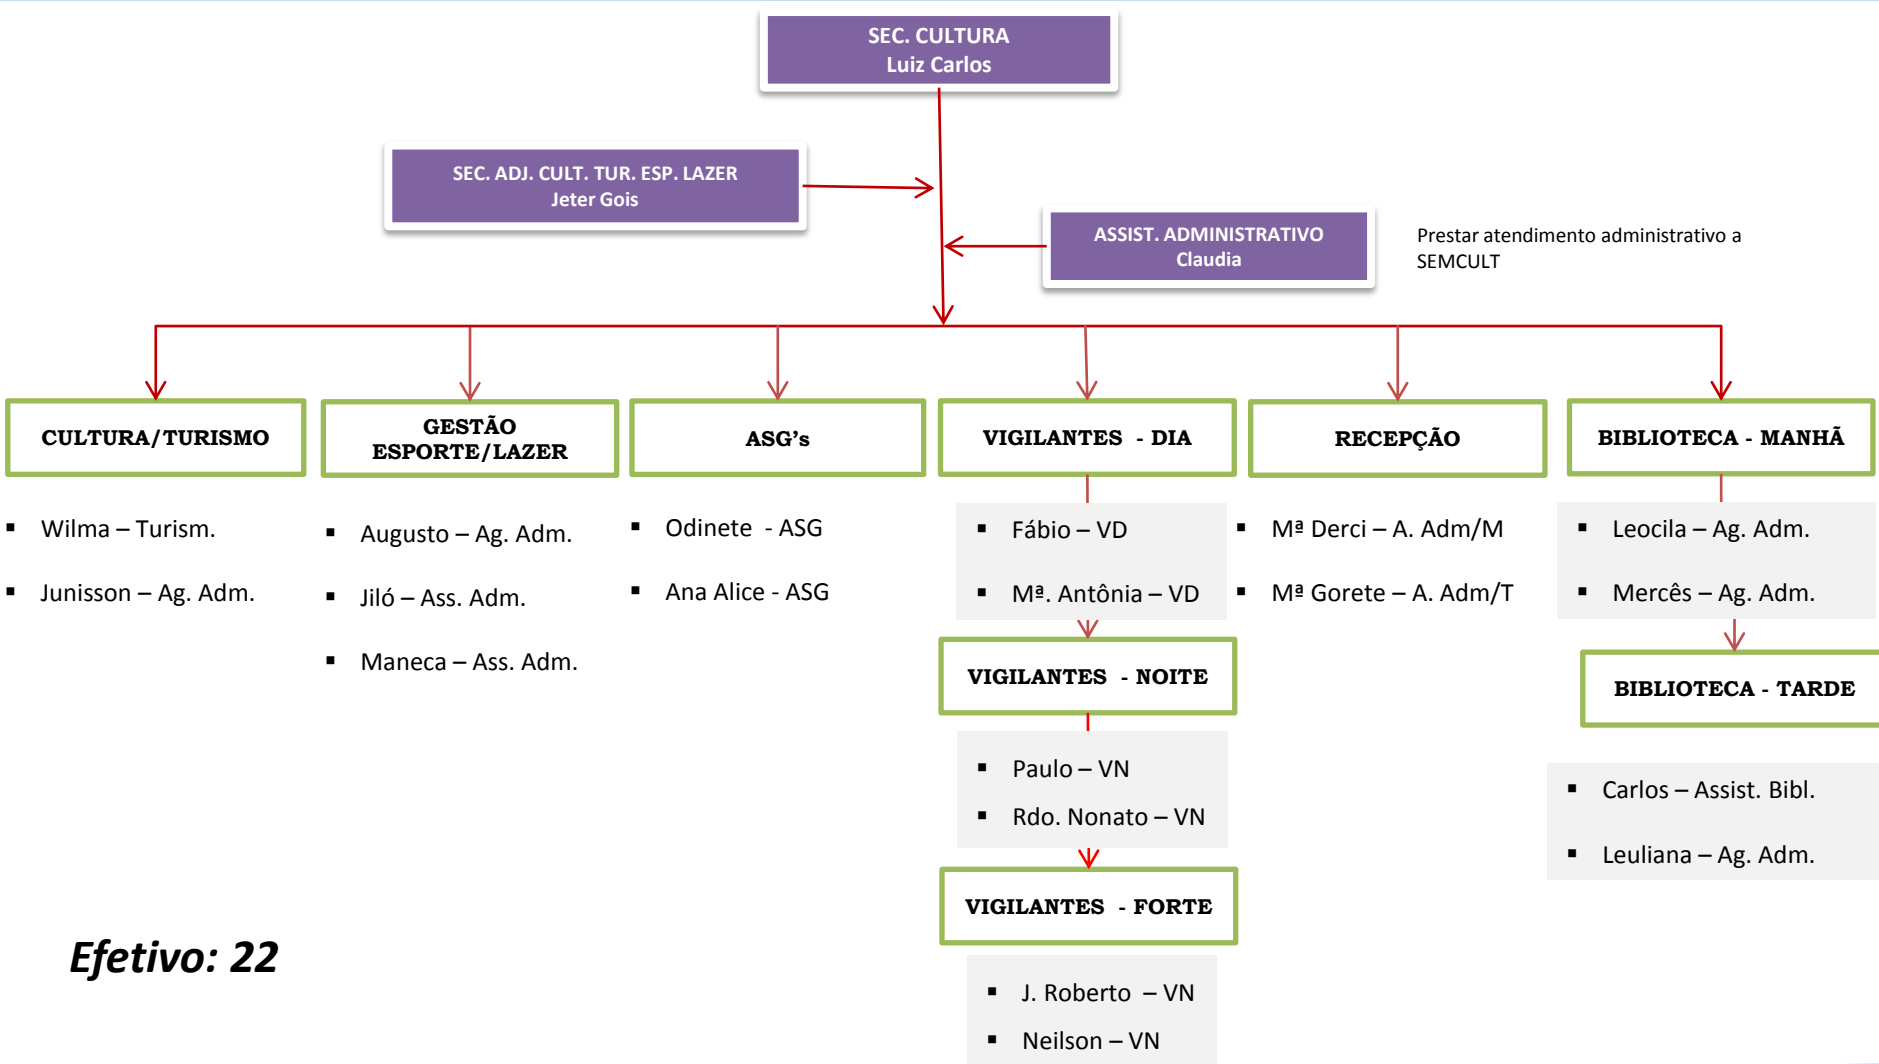 SEC. CULTURA
Luiz Carlos
SEC. ADJ. CULT. TUR. ESP. LAZER
Jeter Gois
ASSIST. ADMINISTRATIVO
Claudia
Prestar atendimento administrativo a
SEMCULT
CULTURA/TURISMO
▪ Wilma – Turism.
▪ Junisson – Ag. Adm.
GESTÃO
ESPORTE/LAZER
▪ Augusto – Ag. Adm.
▪ Jiló – Ass. Adm.
▪ Maneca – Ass. Adm.
ASG's
▪ Odinete - ASG
▪ Ana Alice - ASG
VIGILANTES - DIA
▪ Fábio – VD
▪ Mª. Antônia – VD
VIGILANTES - NOITE
▪ Paulo – VN
▪ Rdo. Nonato – VN
VIGILANTES - FORTE
▪ J. Roberto – VN
▪ Neilson – VN
RECEPÇÃO
▪ Mª Derci – A. Adm/M
▪ Mª Gorete – A. Adm/T
BIBLIOTECA - MANHÃ
▪ Leocila – Ag. Adm.
▪ Mercês – Ag. Adm.
BIBLIOTECA - TARDE
▪ Carlos – Assist. Bibl.
▪ Leuliana – Ag. Adm.
Efetivo: 22